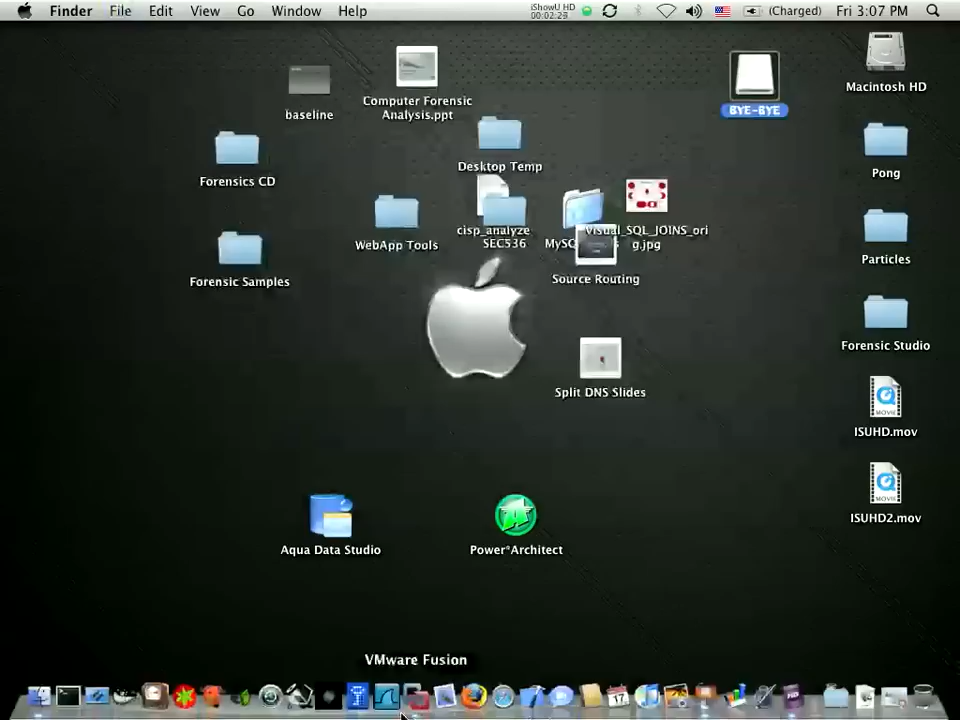 Finder File Edit View Go Window Help iShowU HD 00:02:25 (Charged) Fri 3:07 PM
baseline
Computer Forensic
Analysis.ppt
BYE-BYE
Macintosh HD
Forensics CD
Desktop Temp
Pong
WebApp Tools
cisp_analyze
SEC536
Visual_SQL_JOINS_ori
g.jpg
Forensic Samples
Source Routing
Particles
Split DNS Slides
Forensic Studio
ISUHD.mov
ISUHD2.mov
Aqua Data Studio
Power*Architect
VMware Fusion
17
HD